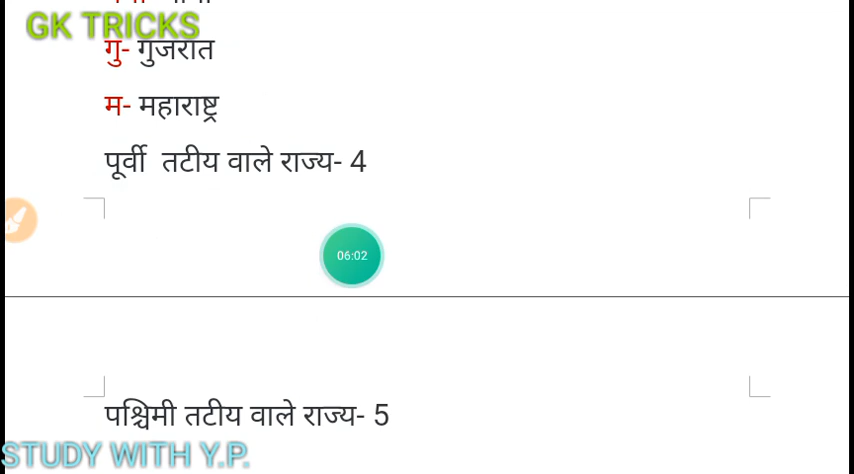 GK TRICKS
गु- गुजरात
म- महाराष्ट्र
पूर्वी तटीय वाले राज्य- 4
06:02
पश्चिमी तटीय वाले राज्य- 5
STUDY WITH Y.P.